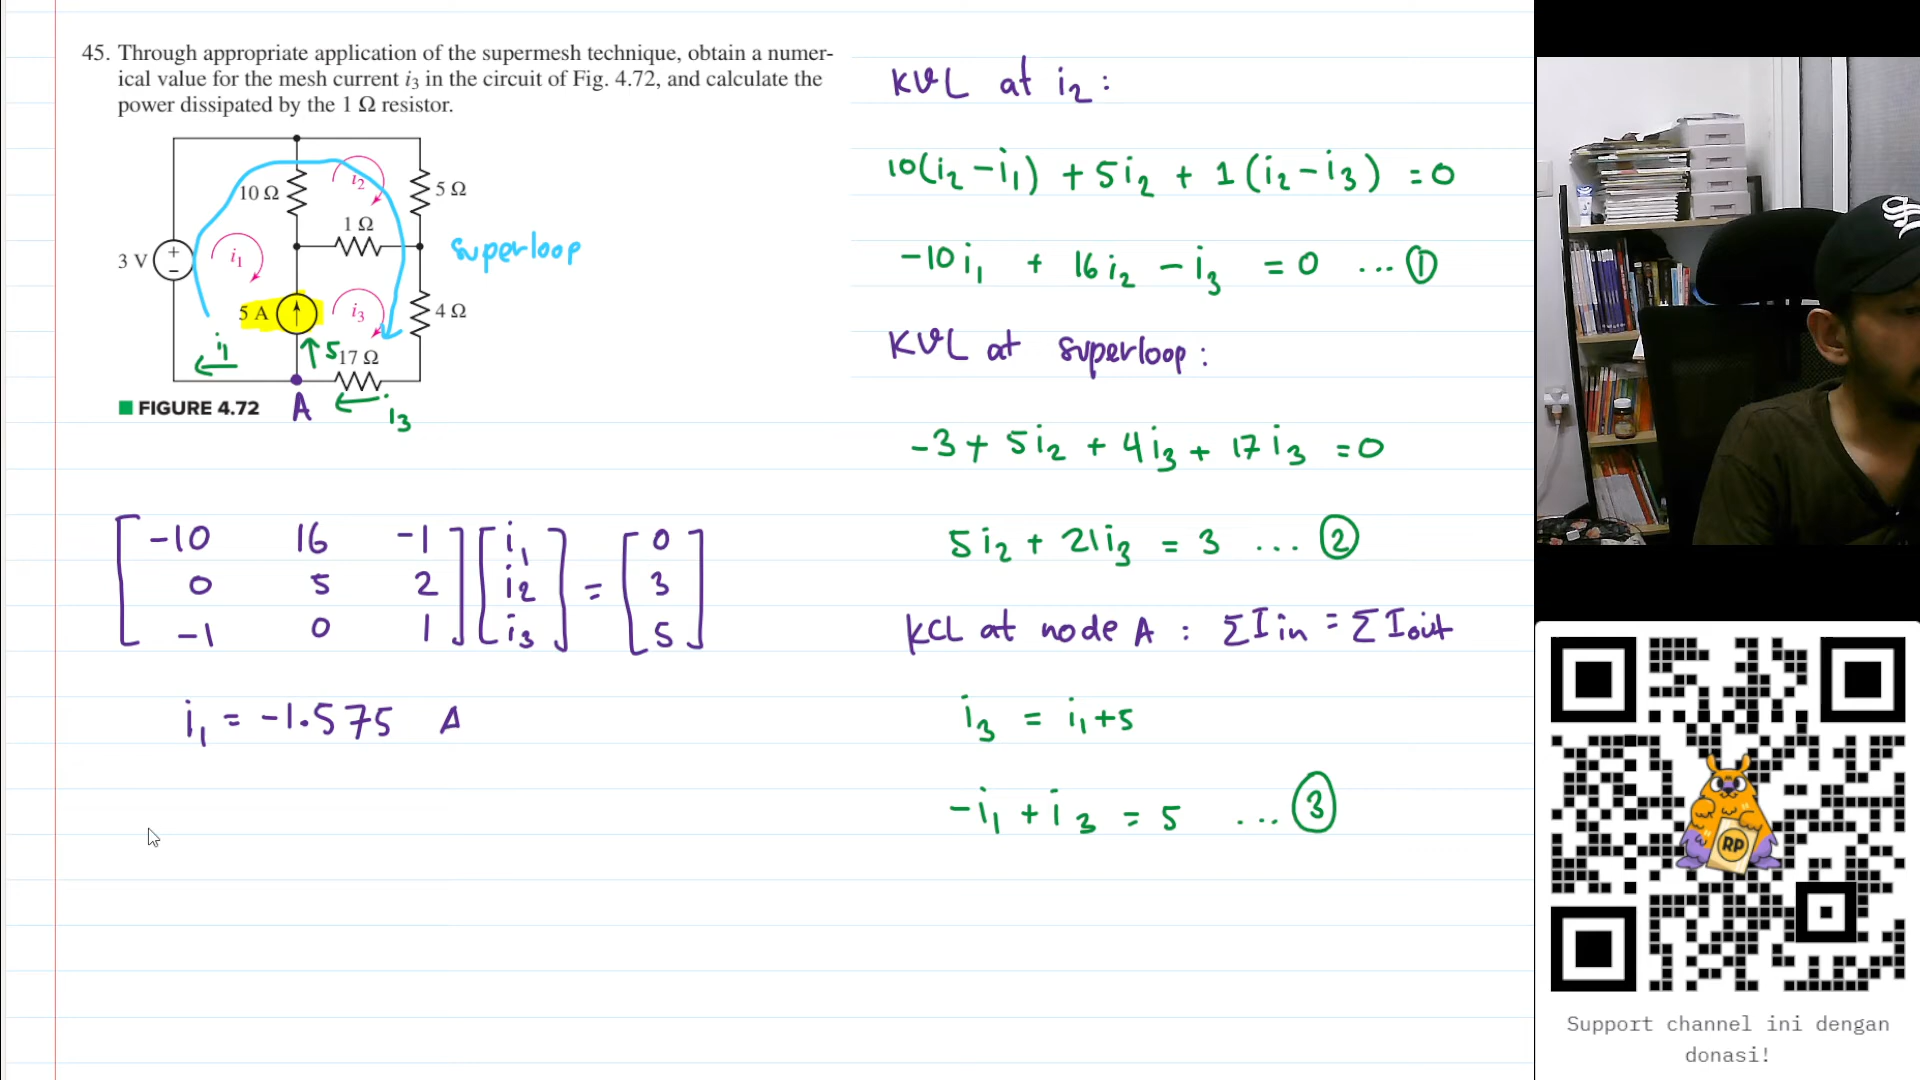 45. Through appropriate application of the supermesh technique, obtain a numer-
ical value for the mesh current i3 in the circuit of Fig. 4.72, and calculate the
power dissipated by the 1 Ω resistor.
10 Ω
i2
5 Ω
1 Ω
3 V
+
−
i1
superloop
5 A
i3
4 Ω
i1
5
17 Ω
i3
A
FIGURE 4.72
[-10 16 -1] [i1] = [0]
[0 5 2] [i2] [3]
[-1 0 1] [i3] [5]
i1 = -1.575 A
KVL at i2 :
10(i2 - i1) + 5i2 + 1(i2 - i3) = 0
-10i1 + 16i2 - i3 = 0 ... ①
KVL at superloop :
-3 + 5i2 + 4i3 + 17i3 = 0
5i2 + 21i3 = 3 ... ②
KCL at node A : ΣIin = ΣIout
i3 = i1+5
-i1 + i3 = 5 ... ③
RP
Support channel ini dengan
donasi!